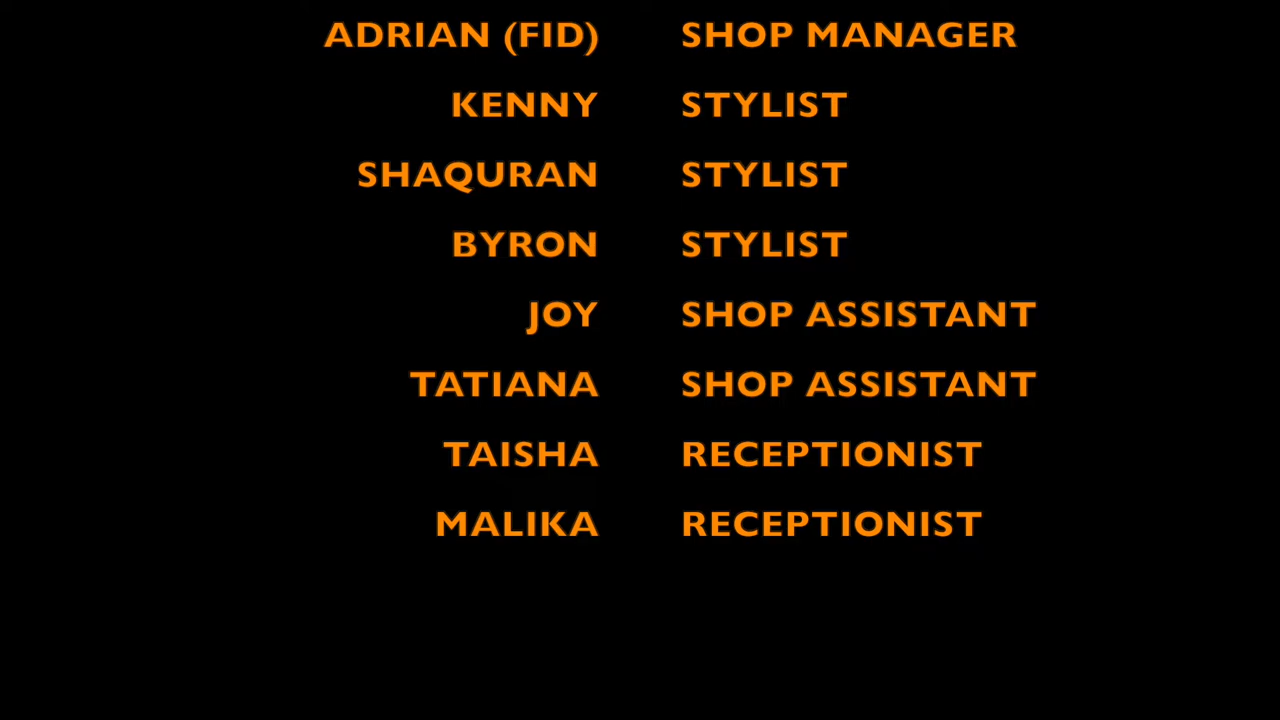 ADRIAN (FID) SHOP MANAGER
KENNY STYLIST
SHAQURAN STYLIST
BYRON STYLIST
JOY SHOP ASSISTANT
TATIANA SHOP ASSISTANT
TAISHA RECEPTIONIST
MALIKA RECEPTIONIST